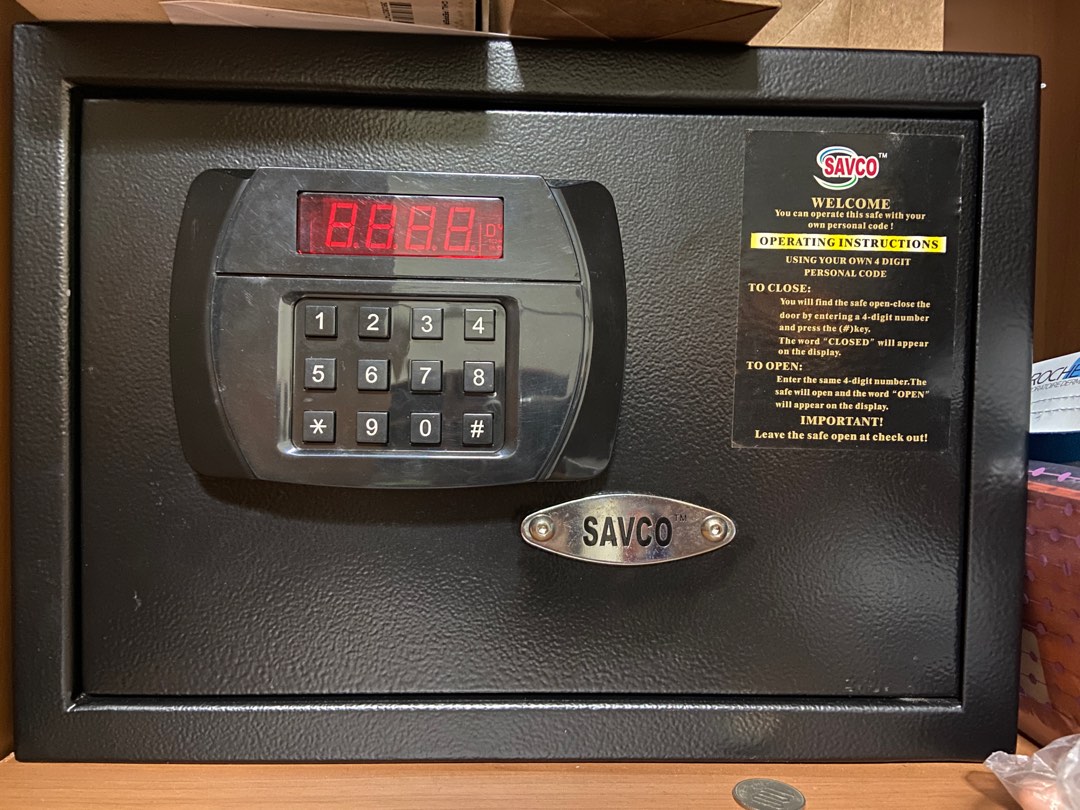 8.8.8.8.
1 2 3 4
5 6 7 8
* 9 0 #
SAVCO™
SAVCO™
WELCOME
You can operate this safe with your
own personal code !
OPERATING INSTRUCTIONS
USING YOUR OWN 4 DIGIT
PERSONAL CODE
TO CLOSE:
You will find the safe open-close the
door by entering a 4-digit number
and press the (#)key.
The word "CLOSED" will appear
on the display.
TO OPEN:
Enter the same 4-digit number.The
safe will open and the word "OPEN"
will appear on the display.
IMPORTANT!
Leave the safe open at check out!